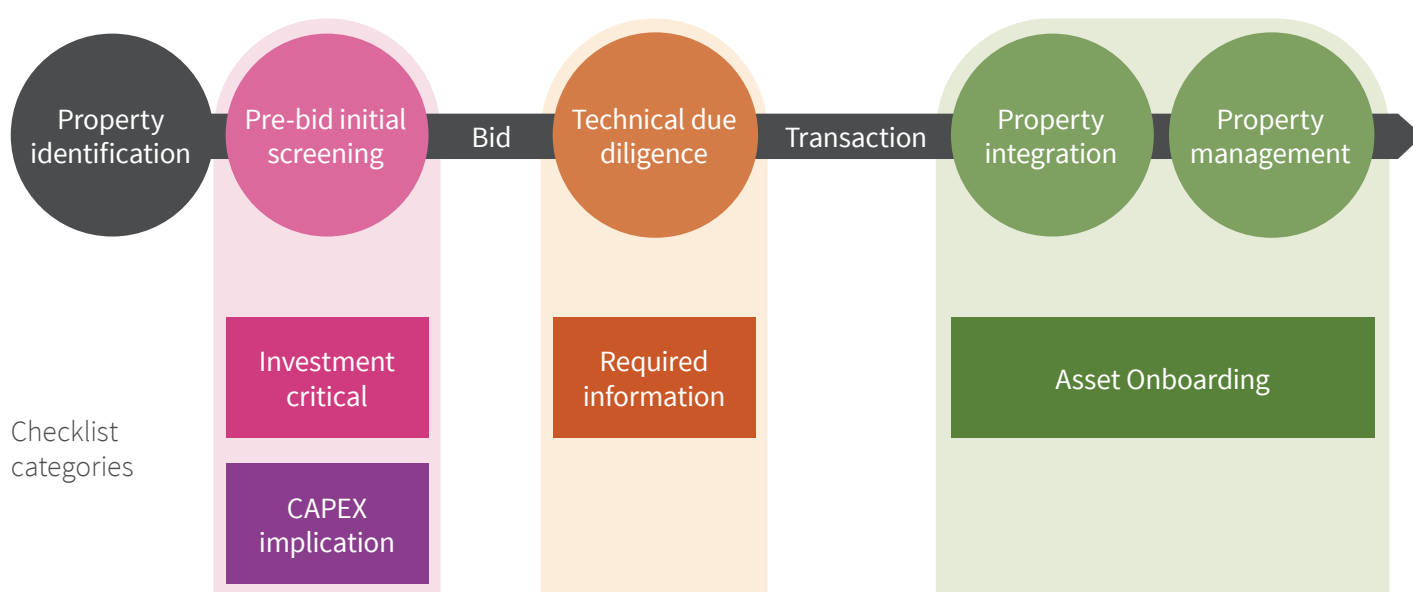 Property
identification
Pre-bid initial
screening
Bid
Technical due
diligence
Transaction
Property
integration
Property
management
Checklist
categories
Investment
critical
CAPEX
implication
Required
information
Asset Onboarding